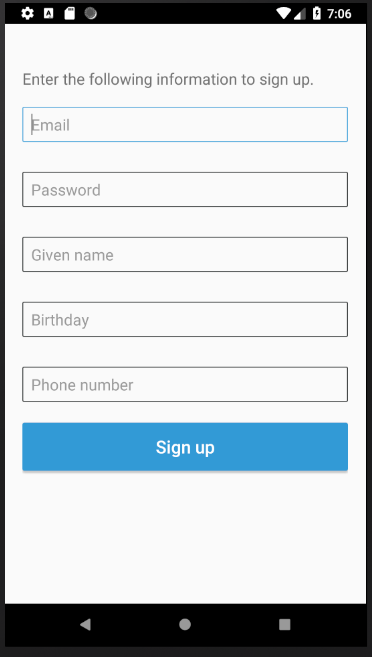 7:06
Enter the following information to sign up.
Email
Password
Given name
Birthday
Phone number
Sign up